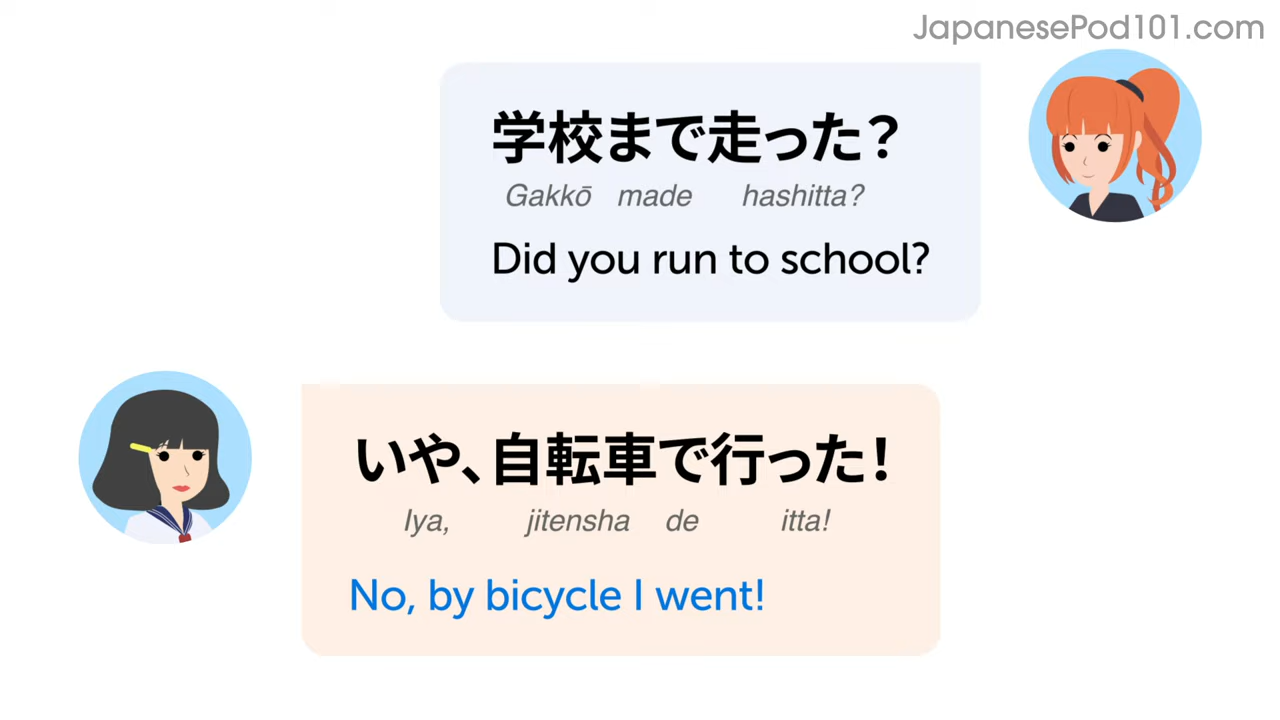 JapanesePod101.com
学校まで走った？
Gakkō made hashitta?
Did you run to school?
いや、自転車で行った！
Iya, jitensha de itta!
No, by bicycle I went!